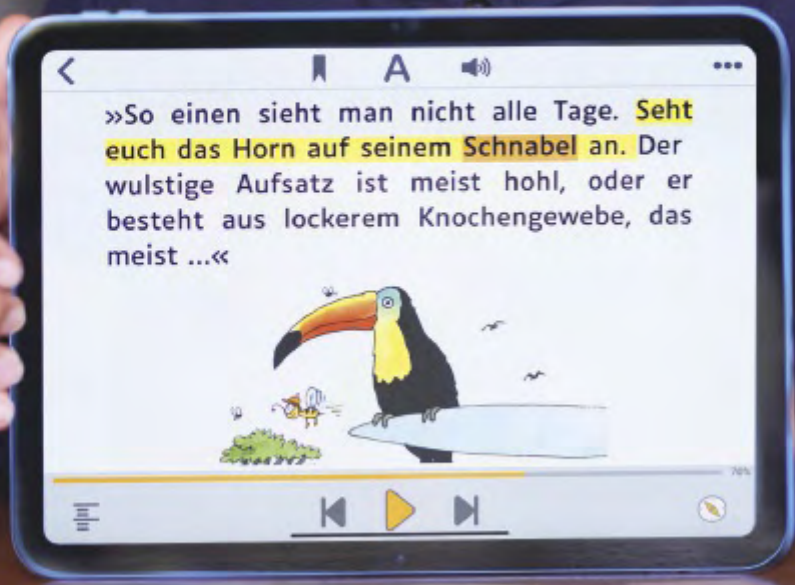 A
»So einen sieht man nicht alle Tage. Seht
euch das Horn auf seinem Schnabel an. Der
wulstige Aufsatz ist meist hohl, oder er
besteht aus lockerem Knochengewebe, das
meist ...«
70%